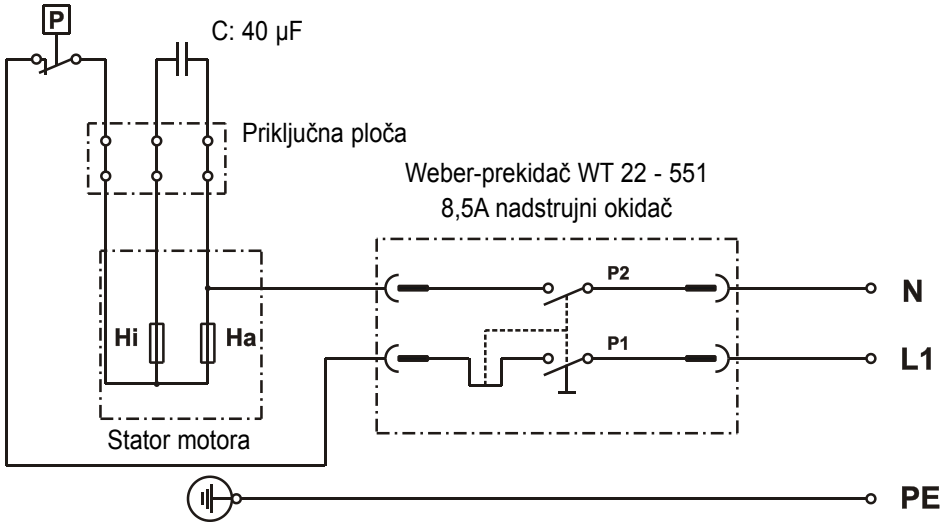 P
C: 40 µF
Priključna ploča
Weber-prekidač WT 22 - 551
8,5A nadstrujni okidač
P2
N
Hi
Ha
P1
L1
Stator motora
PE